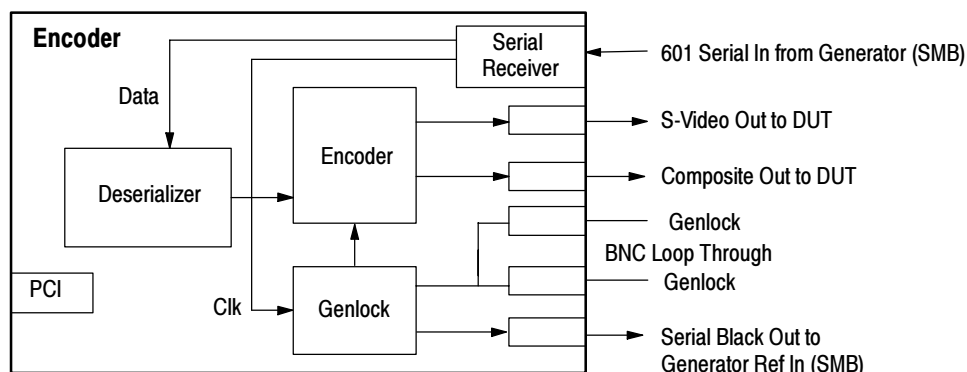 Encoder
Serial
Receiver
601 Serial In from Generator (SMB)
Data
S-Video Out to DUT
Encoder
Deserializer
Composite Out to DUT
Genlock
BNC Loop Through
PCI
Genlock
Clk
Genlock
Serial Black Out to
Generator Ref In (SMB)